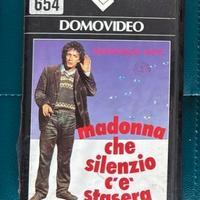 654
DOMOVIDEO
madonna
che
silenzio
c'è
stasera